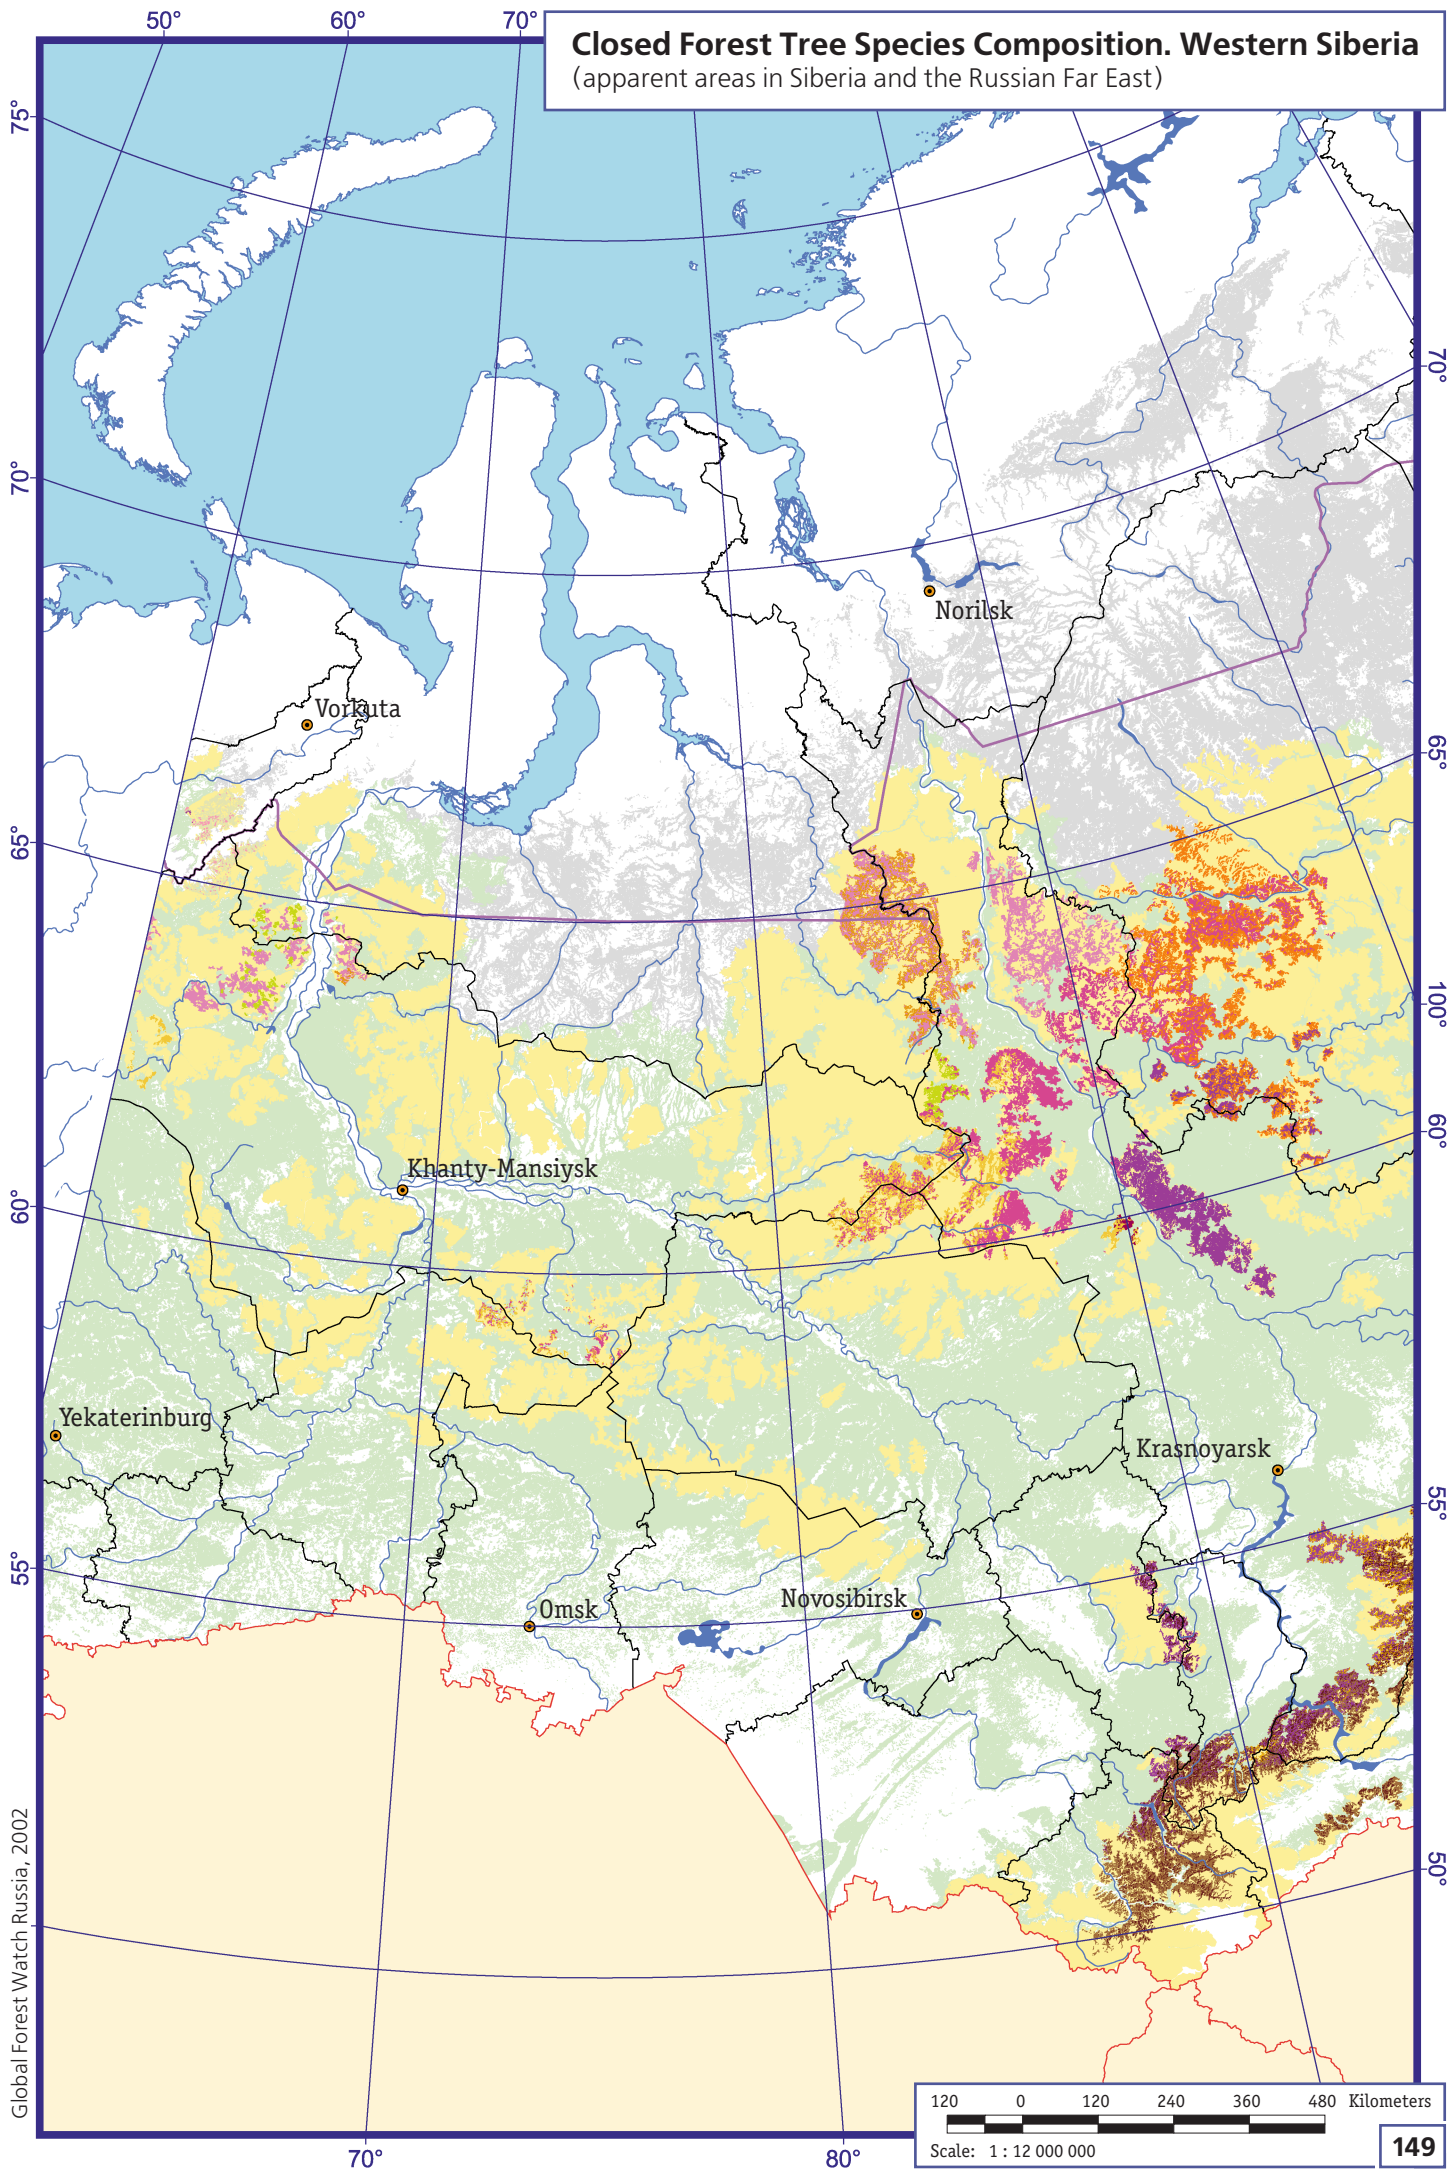 50° 60° 70°
Closed Forest Tree Species Composition. Western Siberia
(apparent areas in Siberia and the Russian Far East)
75°
70°
70°
Norilsk
Vorkuta
65°
65°
100°
60°
Khanty-Mansiysk
60°
Yekaterinburg
Krasnoyarsk
55°
55°
Novosibirsk
Omsk
50°
Global Forest Watch Russia, 2002
120 0 120 240 360 480 Kilometers
Scale: 1 : 12 000 000
149
70° 80°